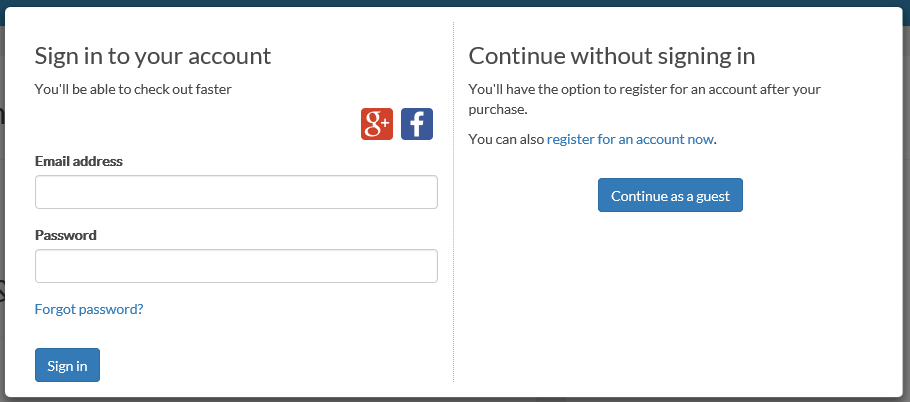 Sign in to your account
You'll be able to check out faster
g+ f
Email address
Password
Forgot password?
Sign in
Continue without signing in
You'll have the option to register for an account after your
purchase.
You can also register for an account now.
Continue as a guest